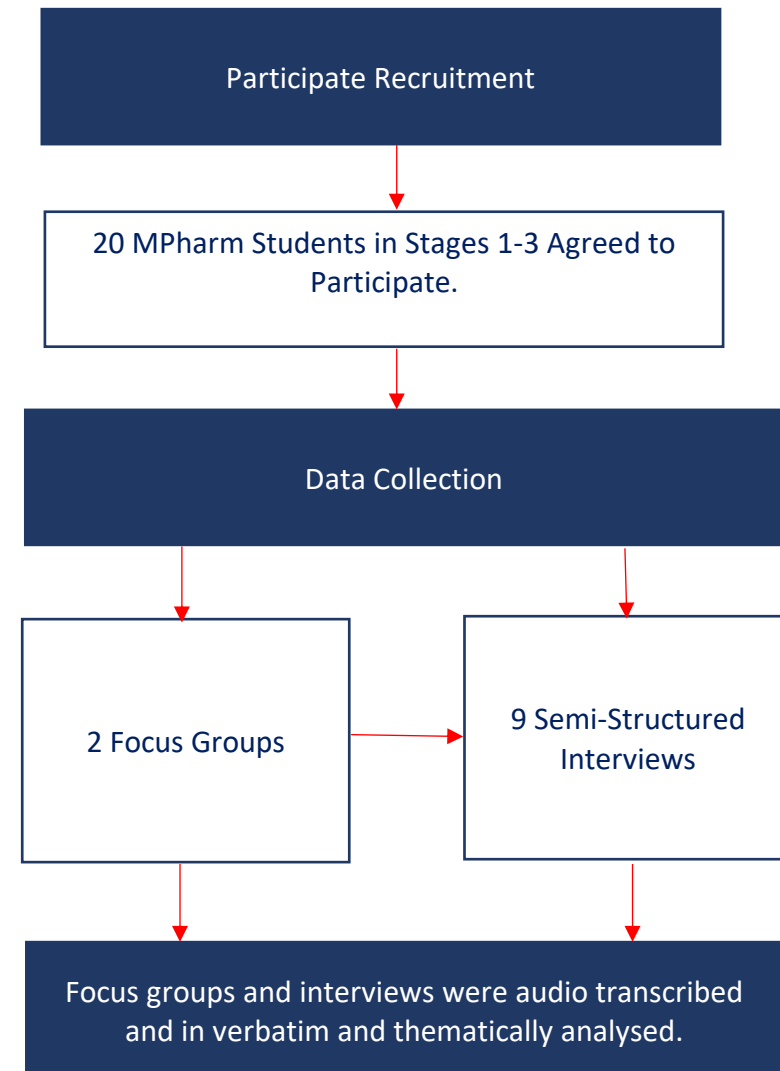 Participate Recruitment
20 MPharm Students in Stages 1-3 Agreed to
Participate.
Data Collection
2 Focus Groups
9 Semi-Structured
Interviews
Focus groups and interviews were audio transcribed
and in verbatim and thematically analysed.